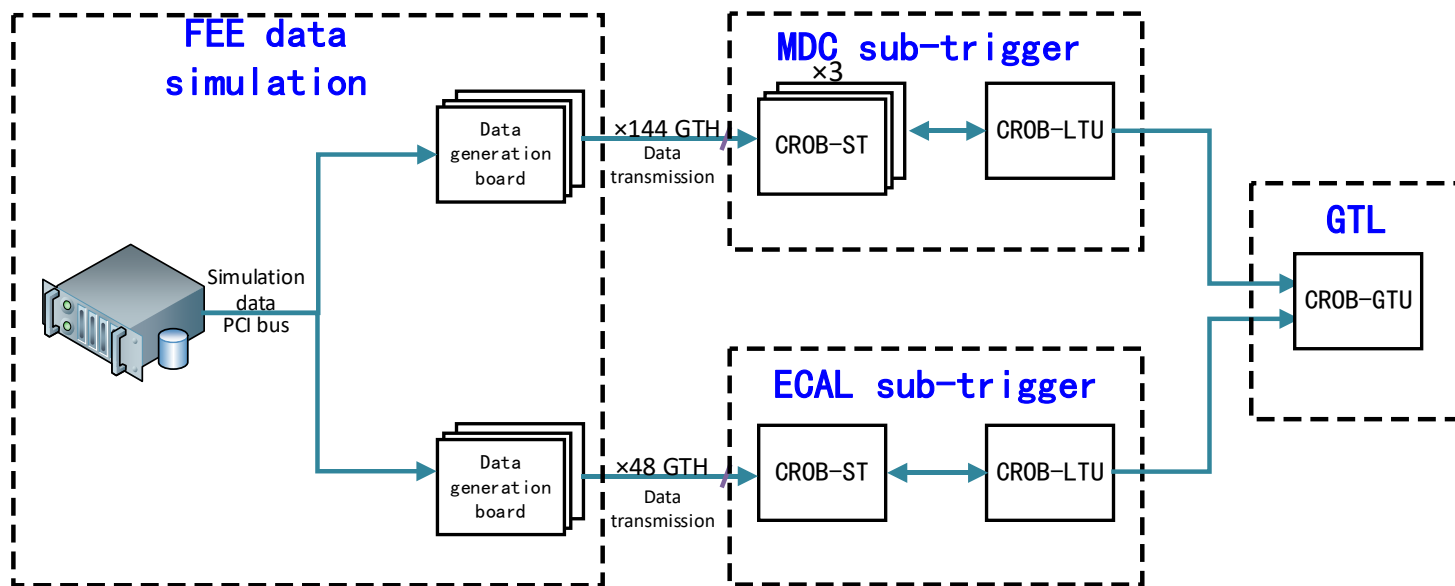 FEE data
simulation
Simulation
data
PCI bus
Data
generation
board
Data
generation
board
×144 GTH
Data
transmission
×48 GTH
Data
transmission
MDC sub-trigger
×3
CROB-ST
CROB-LTU
ECAL sub-trigger
CROB-ST
CROB-LTU
GTL
CROB-GTU